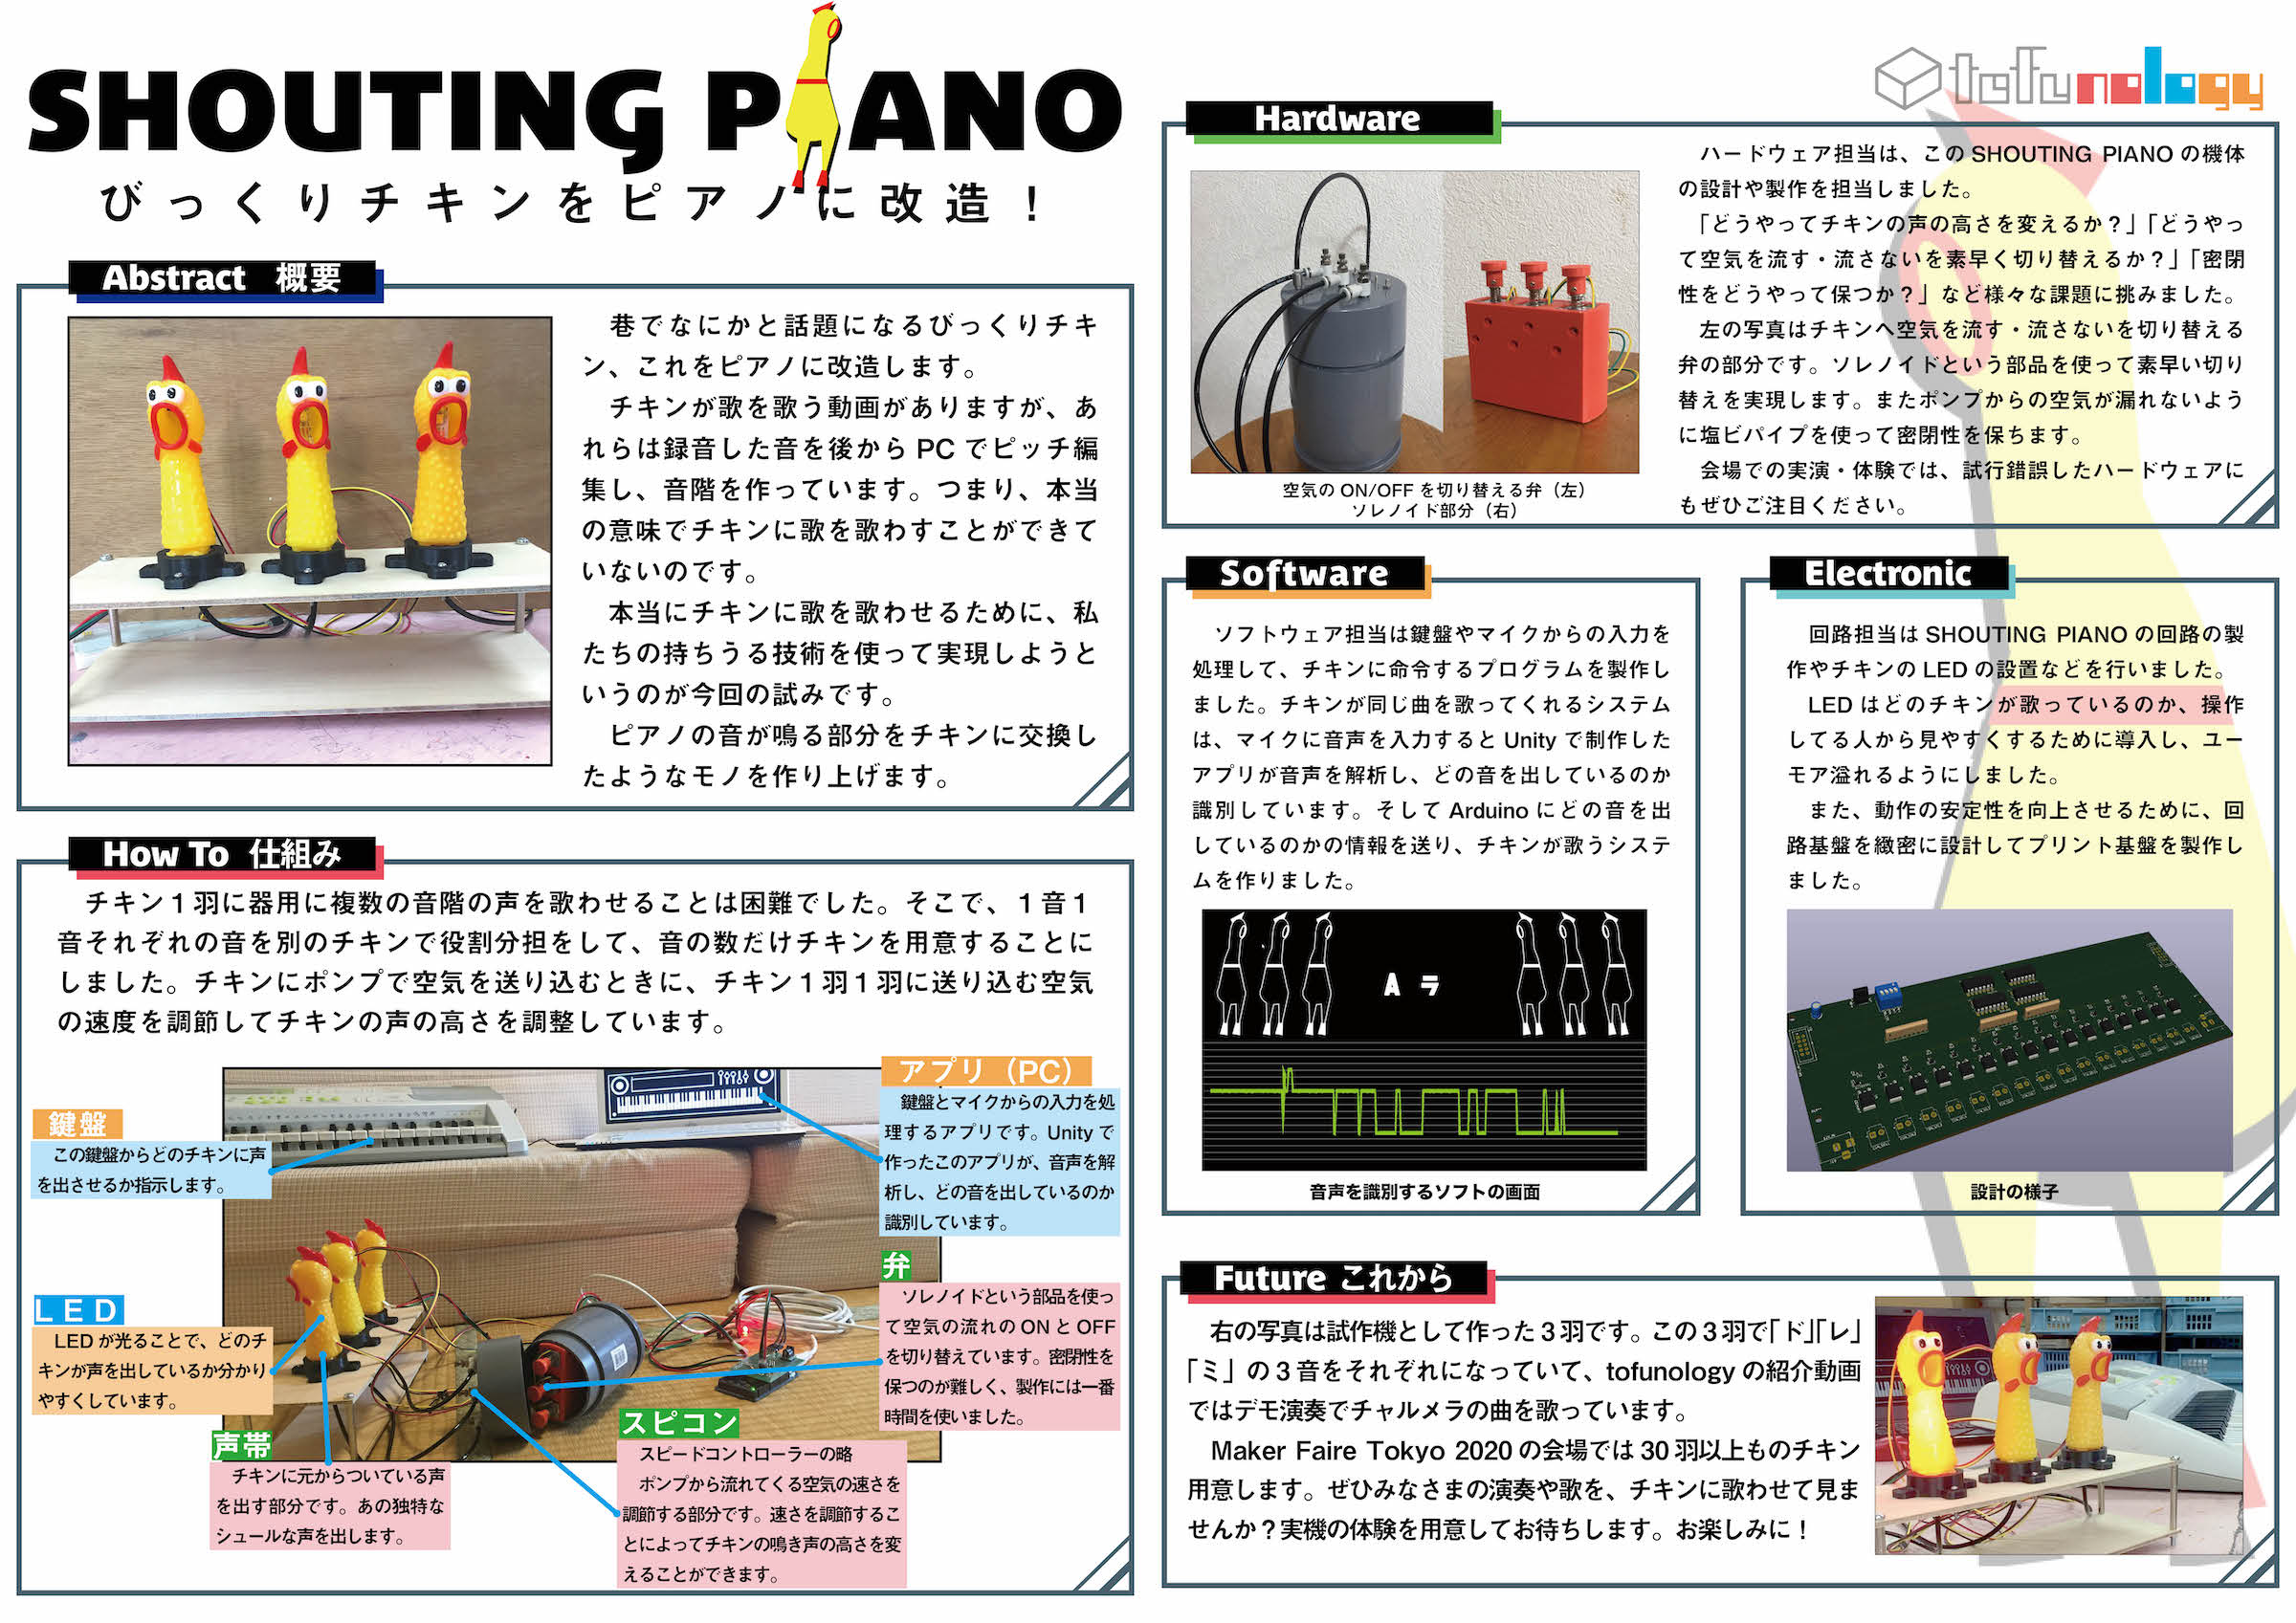 SHOUTING PIANO
びっくりチキンをピアノに改造！
Abstract 概要
巷でなにかと話題になるびっくりチキ
ン、これをピアノに改造します。
チキンが歌を歌う動画がありますが、あ
れらは録音した音を後から PC でピッチ編
集し、音階を作っています。つまり、本当
の意味でチキンに歌を歌わすことができて
いないのです。
本当にチキンに歌を歌わせるために、私
たちの持ちうる技術を使って実現しようと
いうのが今回の試みです。
ピアノの音が鳴る部分をチキンに交換し
たようなモノを作り上げます。
How To 仕組み
チキン１羽に器用に複数の音階の声を歌わせることは困難でした。そこで、１音１
音それぞれの音を別のチキンで役割分担をして、音の数だけチキンを用意することに
しました。チキンにポンプで空気を送り込むときに、チキン１羽１羽に送り込む空気
の速度を調節してチキンの声の高さを調整しています。
鍵盤
この鍵盤からどのチキンに声
を出させるか指示します。
アプリ（PC）
鍵盤とマイクからの入力を処
理するアプリです。Unity で
作ったこのアプリが、音声を解
析し、どの音を出しているのか
識別しています。
LED
LED が光ることで、どのチ
キンが声を出しているか分かり
やすくしています。
弁
ソレノイドという部品を使っ
て空気の流れの ON と OFF
を切り替えています。密閉性を
保つのが難しく、製作には一番
時間を使いました。
声帯
チキンに元からついている声
を出す部分です。あの独特な
シュールな声を出します。
スピコン
スピードコントローラーの略
ポンプから流れてくる空気の速さを
調節する部分です。速さを調節するこ
とによってチキンの鳴き声の高さを変
えることができます。
tofunology
Hardware
ハードウェア担当は、この SHOUTING PIANO の機体
の設計や製作を担当しました。
「どうやってチキンの声の高さを変えるか？」「どうやっ
て空気を流す・流さないを素早く切り替えるか？」「密閉
性をどうやって保つか？」など様々な課題に挑みました。
左の写真はチキンへ空気を流す・流さないを切り替える
弁の部分です。ソレノイドという部品を使って素早い切り
替えを実現します。またポンプからの空気が漏れないよう
に塩ビパイプを使って密閉性を保ちます。
会場での実演・体験では、試行錯誤したハードウェアに
もぜひご注目ください。
空気の ON/OFF を切り替える弁（左）
ソレノイド部分（右）
Software
ソフトウェア担当は鍵盤やマイクからの入力を
処理して、チキンに命令するプログラムを製作し
ました。チキンが同じ曲を歌ってくれるシステム
は、マイクに音声を入力すると Unity で制作した
アプリが音声を解析し、どの音を出しているのか
識別しています。そして Arduino にどの音を出
しているのかの情報を送り、チキンが歌うシステ
ムを作りました。
A ラ
音声を識別するソフトの画面
Electronic
回路担当は SHOUTING PIANO の回路の製
作やチキンの LED の設置などを行いました。
LED はどのチキンが歌っているのか、操作
してる人から見やすくするために導入し、ユー
モア溢れるようにしました。
また、動作の安定性を向上させるために、回
路基盤を緻密に設計してプリント基盤を製作し
ました。
設計の様子
Future これから
右の写真は試作機として作った３羽です。この３羽で「ド」「レ」
「ミ」の３音をそれぞれになっていて、tofunology の紹介動画
ではデモ演奏でチャルメラの曲を歌っています。
Maker Faire Tokyo 2020 の会場では 30 羽以上ものチキン
用意します。ぜひみなさまの演奏や歌を、チキンに歌わせて見ま
せんか？実機の体験を用意してお待ちします。お楽しみに！